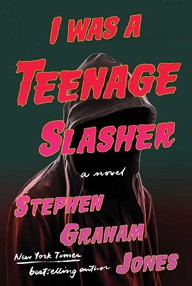 I WAS A
TEENAGE
SLASHER
a novel
STEPHEN
GRAHAM
JONES
New York Times
bestselling author